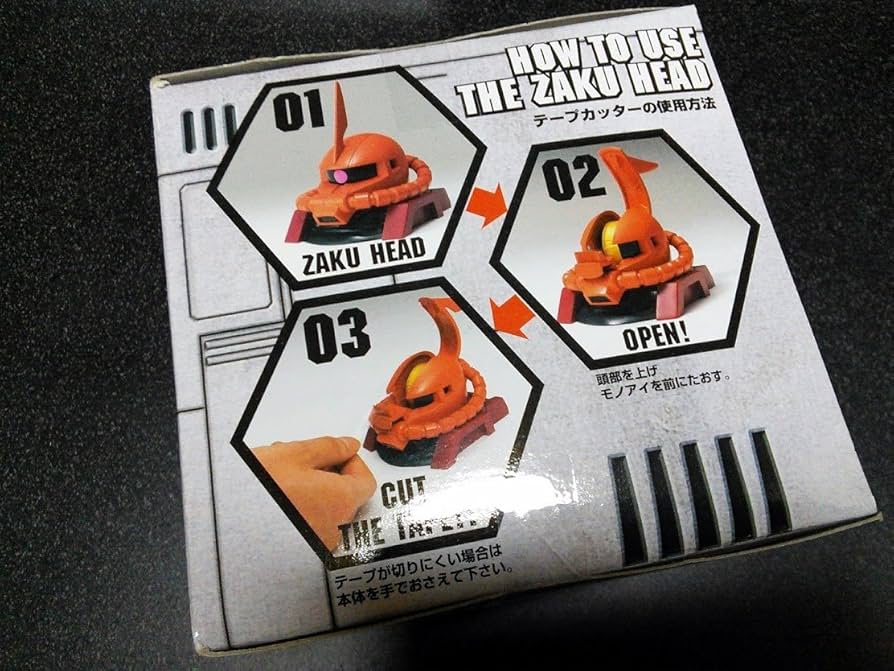 HOW TO USE
THE ZAKU HEAD
テープカッターの使用方法
01
ZAKU HEAD
02
OPEN!
頭部を上げ
モノアイを前にたおす。
03
CUT
THE
テープが切りにくい場合は
本体を手でおさえて下さい。